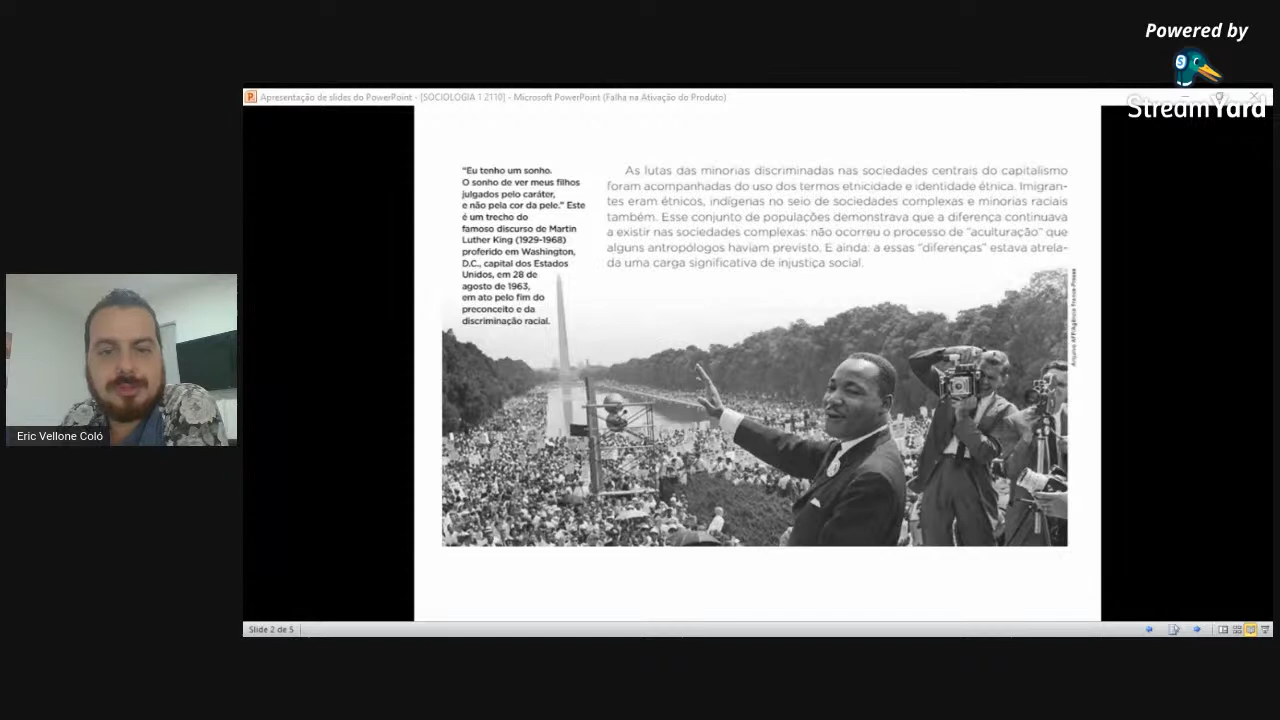 Powered by
StreamYard
Apresentação de slides do PowerPoint - [SOCIOLOGIA 1 2110] - Microsoft PowerPoint (Falha na Ativação do Produto)
"Eu tenho um sonho.
O sonho de ver meus filhos
julgados pelo caráter,
e não pela cor da pele." Este
é um trecho do
famoso discurso de Martin
Luther King (1929-1968)
proferido em Washington,
D.C., capital dos Estados
Unidos, em 28 de
agosto de 1963,
em ato pelo fim do
preconceito e da
discriminação racial.
As lutas das minorias discriminadas nas sociedades centrais do capitalismo
foram acompanhadas do uso dos termos etnicidade e identidade étnica. Imigran-
tes eram étnicos, indígenas no seio de sociedades complexas e minorias raciais
também. Esse conjunto de populações demonstrava que a diferença continuava
a existir nas sociedades complexas: não ocorreu o processo de "aculturação" que
alguns antropólogos haviam previsto. E ainda: a essas "diferenças" estava atrela-
da uma carga significativa de injustiça social.
Arquivo AFP/Agência France-Presse
Eric Vellone Coló
Slide 2 de 5